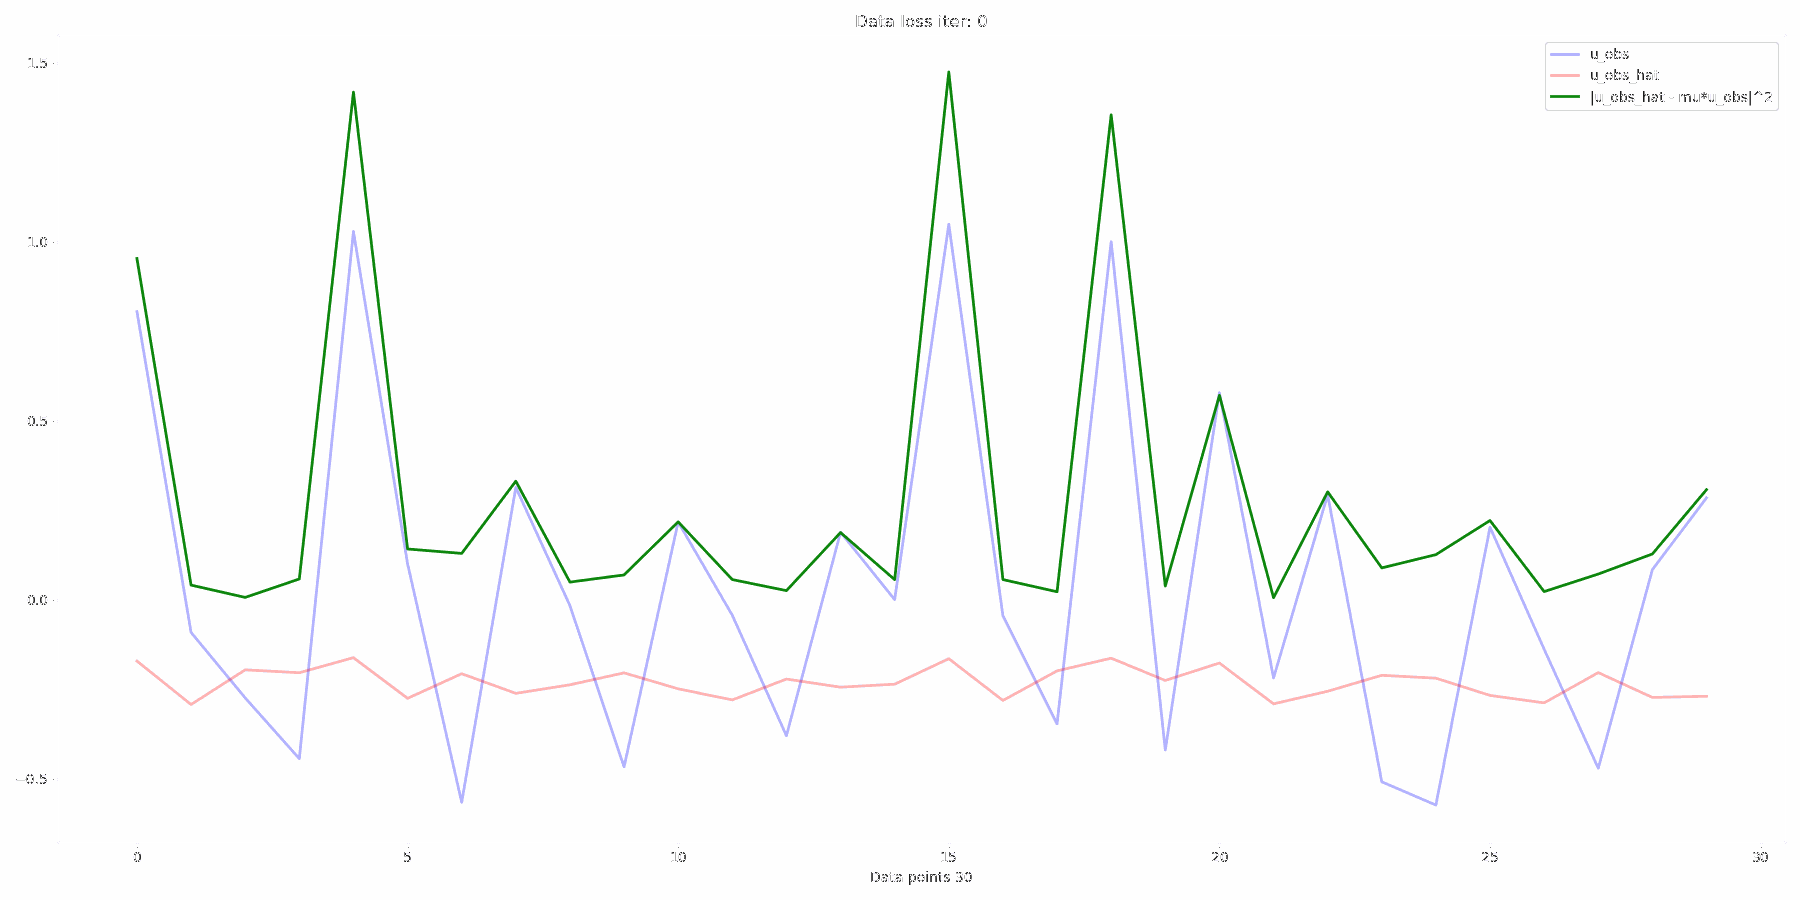 Data loss iter: 0
u_obs
u_obs_hat
|u_obs_hat - mu*u_obs|^2
1.5
1.0
0.5
0.0
−0.5
0 5 10 15 20 25 30
Data points 30